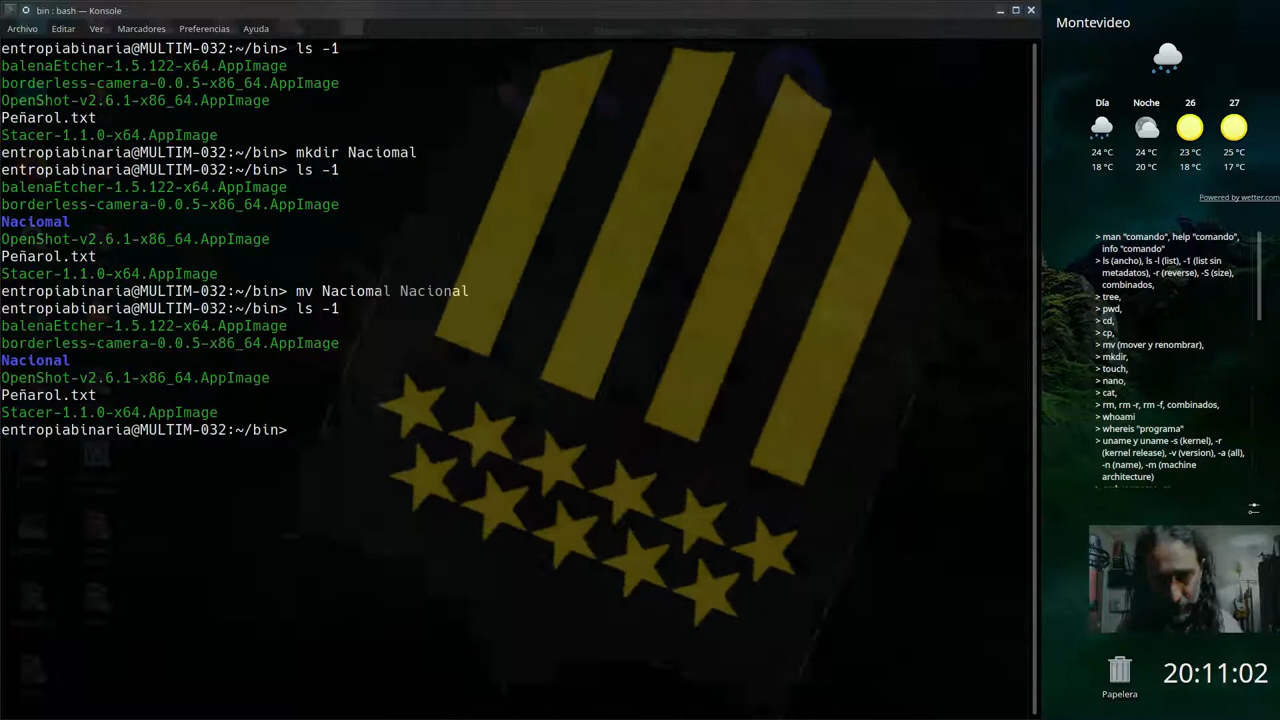 bin : bash — Konsole
Archivo Editar Ver Marcadores Preferencias Ayuda
entropiabinaria@MULTIM-032:~/bin> ls -1
balenaEtcher-1.5.122-x64.AppImage
borderless-camera-0.0.5-x86_64.AppImage
OpenShot-v2.6.1-x86_64.AppImage
Peñarol.txt
Stacer-1.1.0-x64.AppImage
entropiabinaria@MULTIM-032:~/bin> mkdir Naciomal
entropiabinaria@MULTIM-032:~/bin> ls -1
balenaEtcher-1.5.122-x64.AppImage
borderless-camera-0.0.5-x86_64.AppImage
Naciomal
OpenShot-v2.6.1-x86_64.AppImage
Peñarol.txt
Stacer-1.1.0-x64.AppImage
entropiabinaria@MULTIM-032:~/bin> mv Naciomal Nacional
entropiabinaria@MULTIM-032:~/bin> ls -1
balenaEtcher-1.5.122-x64.AppImage
borderless-camera-0.0.5-x86_64.AppImage
Nacional
OpenShot-v2.6.1-x86_64.AppImage
Peñarol.txt
Stacer-1.1.0-x64.AppImage
entropiabinaria@MULTIM-032:~/bin>
Montevideo
Día Noche 26 27
24 °C 24 °C 23 °C 25 °C
18 °C 20 °C 18 °C 17 °C
Powered by wetter.com
> man "comando", help "comando",
info "comando"
> ls (ancho), ls -l (list), -1 (list sin
metadatos), -r (reverse), -S (size),
combinados,
> tree,
> pwd,
> cd,
> cp,
> mv (mover y renombrar),
> mkdir,
> touch,
> nano,
> cat,
> rm, rm -r, rm -f, combinados,
> whoami
> whereis "programa"
> uname y uname -s (kernel), -r
(kernel release), -v (version), -a (all),
-n (name), -m (machine
architecture)
Papelera
20:11:02